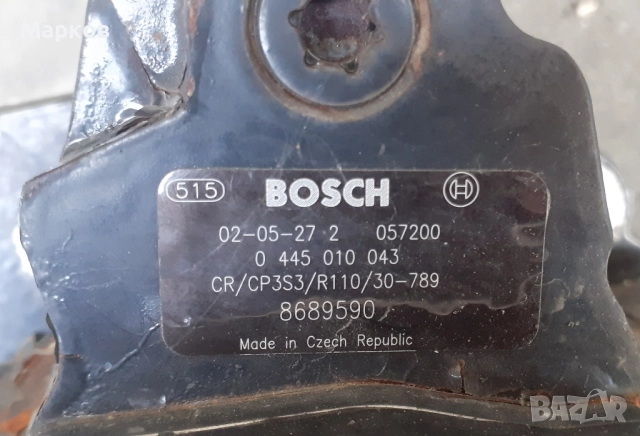 Марков
515 BOSCH H
02-05-27 2 057200
0 445 010 043
CR/CP3S3/R110/30-789
8689590
Made in Czech Republic
BAZAR